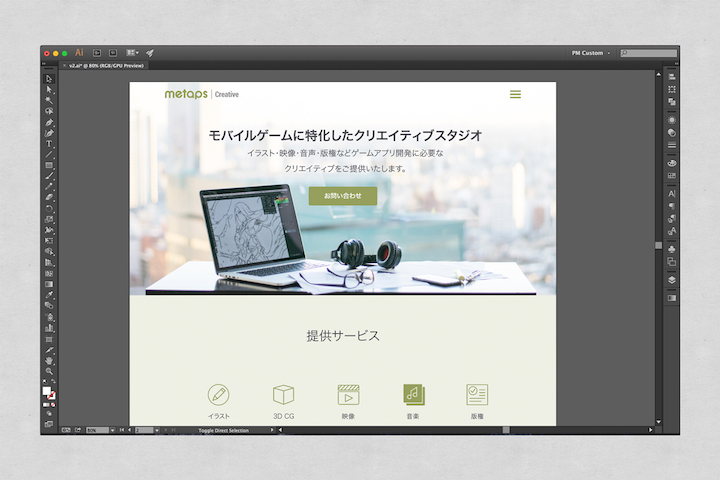 Ai
Br
St
PM Custom
v2.ai* @ 80% (RGB/GPU Preview)
metaps | Creative
モバイルゲームに特化したクリエイティブスタジオ
イラスト・映像・音声・版権などゲームアプリ開発に必要な
クリエイティブをご提供いたします。
お問い合わせ
提供サービス
イラスト
3D CG
映像
音楽
版権
80%
2
Toggle Direct Selection